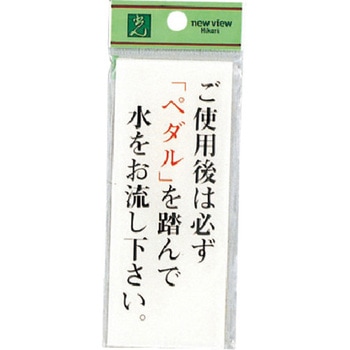 new view
Hikari
ご使用後は必ず
「ペダル」を踏んで
水をお流し下さい。